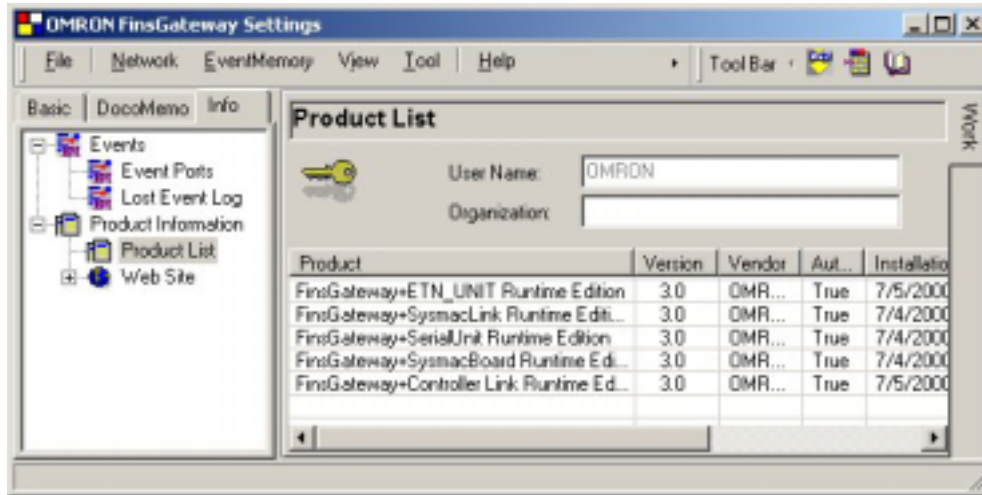 OMRON FinsGateway Settings
File Network EventMemory View Tool Help Tool Bar
Basic DocoMemo Info
Events
Event Ports
Lost Event Log
Product Information
Product List
Web Site
Product List
User Name: OMRON
Organization:
Product Version Vendor Aut... Installatio
FinsGateway+ETN_UNIT Runtime Edition 3.0 OMR... True 7/5/2000
FinsGateway+SysmacLink Runtime Editi... 3.0 OMR... True 7/4/2000
FinsGateway+SerialUnit Runtime Edition 3.0 OMR... True 7/4/2000
FinsGateway+SysmacBoard Runtime Edi... 3.0 OMR... True 7/4/2000
FinsGateway+Controller Link Runtime Ed... 3.0 OMR... True 7/5/2000
Work